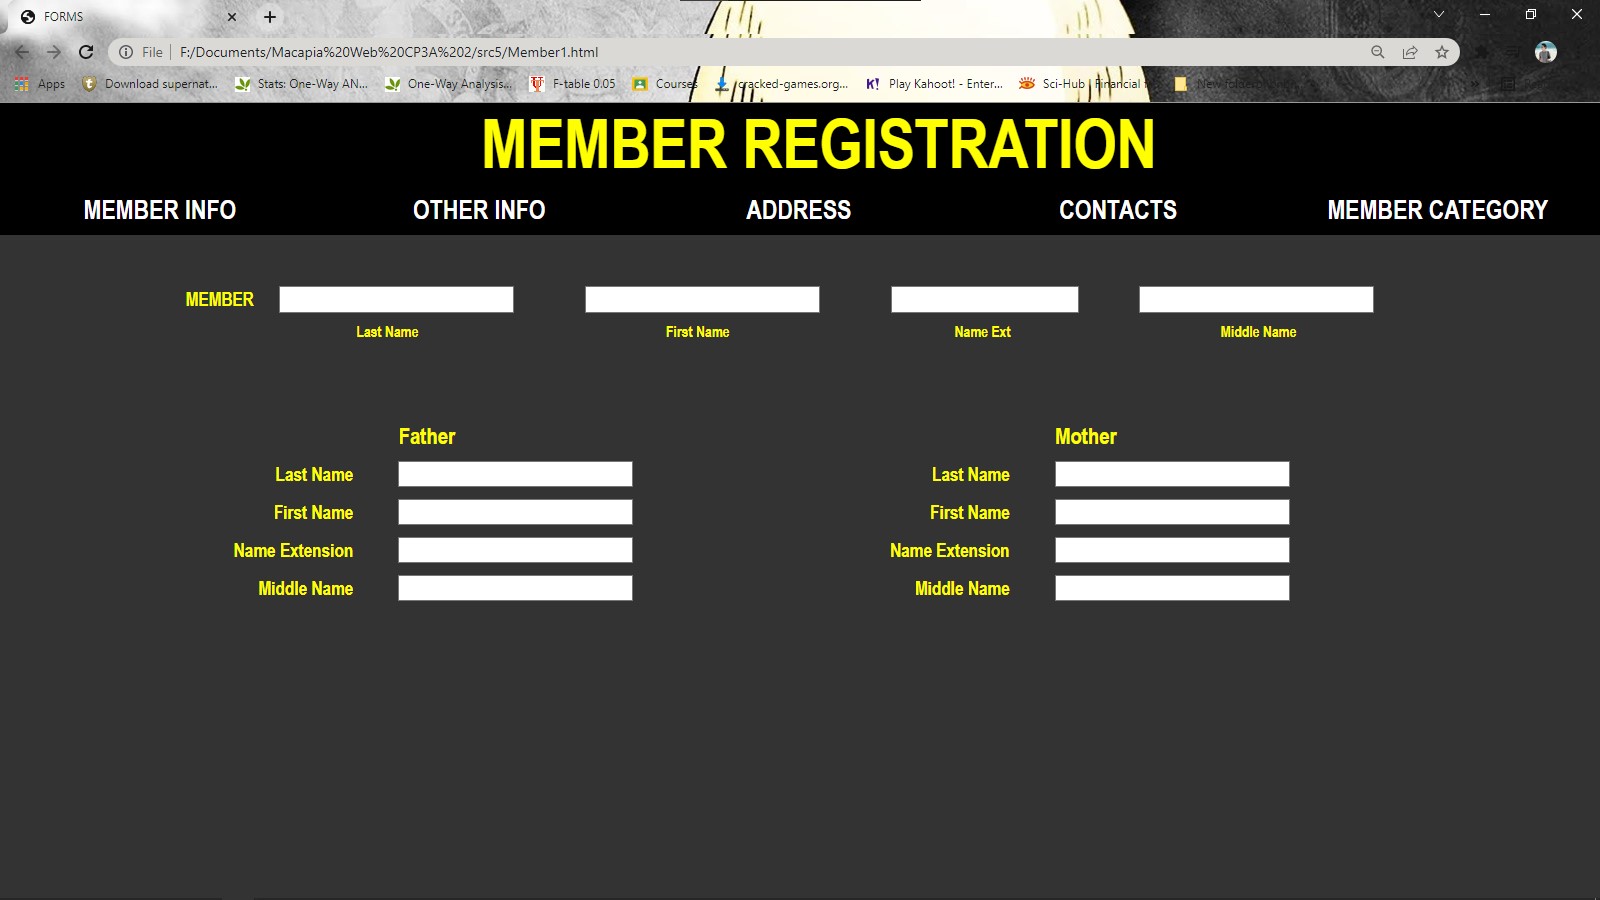 FORMS
File F:/Documents/Macapia%20Web%20CP3A%202/src5/Member1.html
Apps Download supernat... Stats: One-Way AN... One-Way Analysis... F-table 0.05 Courses cracked-games.org... K! Play Kahoot! - Enter... Sci-Hub | Financial New folder
MEMBER REGISTRATION
MEMBER INFO OTHER INFO ADDRESS CONTACTS MEMBER CATEGORY
MEMBER
Last Name First Name Name Ext Middle Name
Father Mother
Last Name Last Name
First Name First Name
Name Extension Name Extension
Middle Name Middle Name